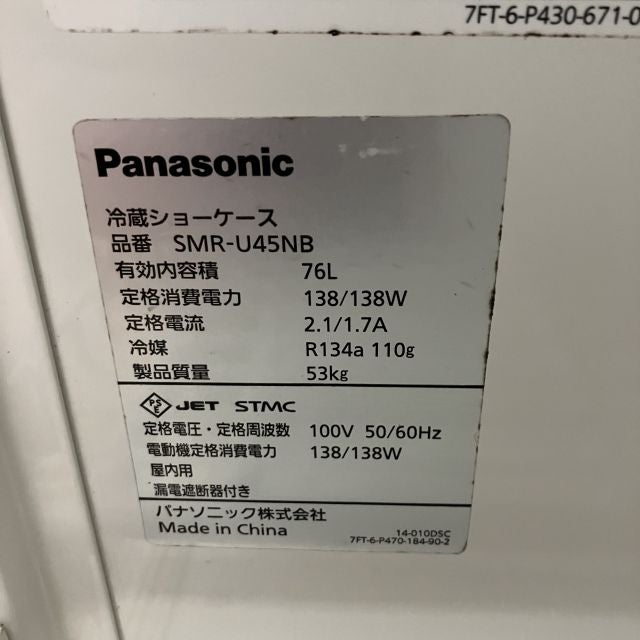 7FT-6-P430-671-0
Panasonic
冷蔵ショーケース
品番 SMR-U45NB
有効内容積 76L
定格消費電力 138/138W
定格電流 2.1/1.7A
冷媒 R134a 110g
製品質量 53kg
PSE JET STMC
定格電圧・定格周波数 100V 50/60Hz
電動機定格消費電力 138/138W
屋内用
漏電遮断器付き
パナソニック株式会社
Made in China
14-010DSC
7FT-6-P470-184-90-2